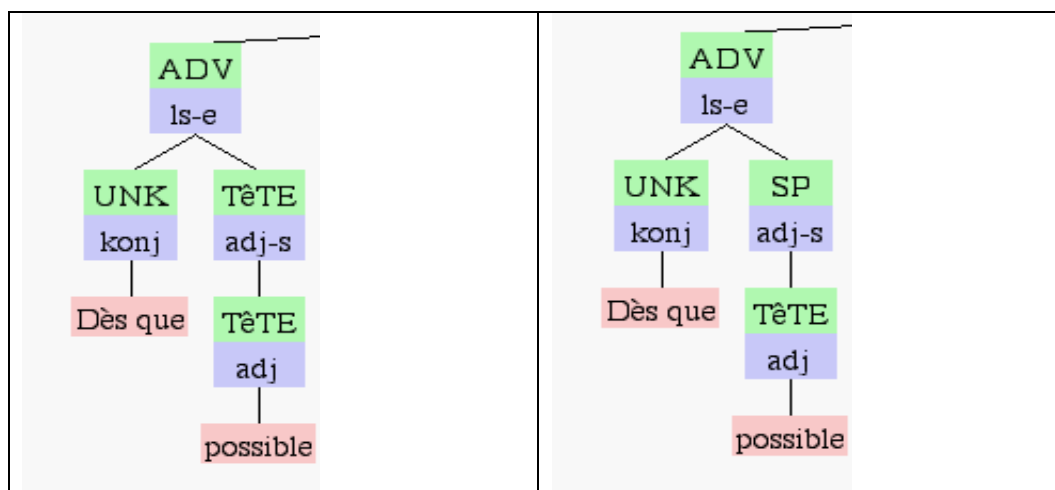 ADV
ls-e
UNK TêTE
konj adj-s
Dès que TêTE
adj
possible
ADV
ls-e
UNK SP
konj adj-s
Dès que TêTE
adj
possible